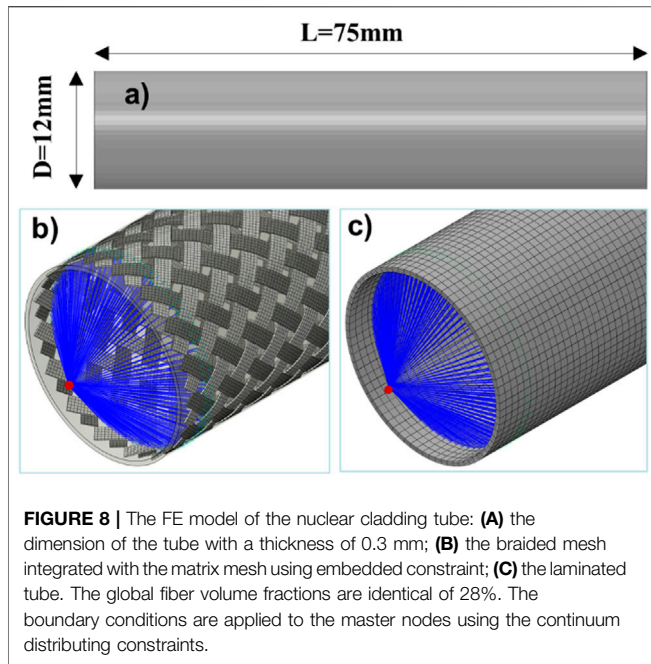 L=75mm
D=12mm
a)
b)
c)
FIGURE 8 | The FE model of the nuclear cladding tube: (A) the
dimension of the tube with a thickness of 0.3 mm; (B) the braided mesh
integrated with the matrix mesh using embedded constraint; (C) the laminated
tube. The global fiber volume fractions are identical of 28%. The
boundary conditions are applied to the master nodes using the continuum
distributing constraints.